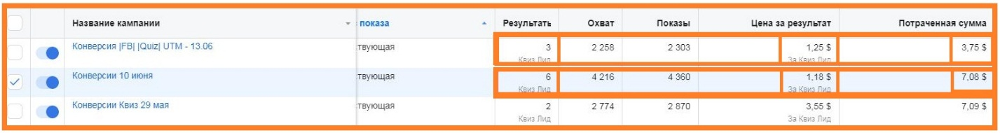 Название кампании показа Результать Охват Показы Цена за результат Потраченная сумма
Конверсия |FB| |Quiz| UTM - 13.06 твующая 3 2 258 2 303 1,25 $ 3,75 $
Квиз Лид За Квиз Лид
Конверсии 10 июня твующая 6 4 216 4 360 1,18 $ 7,08 $
Квиз Лид За Квиз Лид
Конверсии Квиз 29 мая твующая 2 2 774 2 870 3,55 $ 7,09 $
Квиз Лид За Квиз Лид